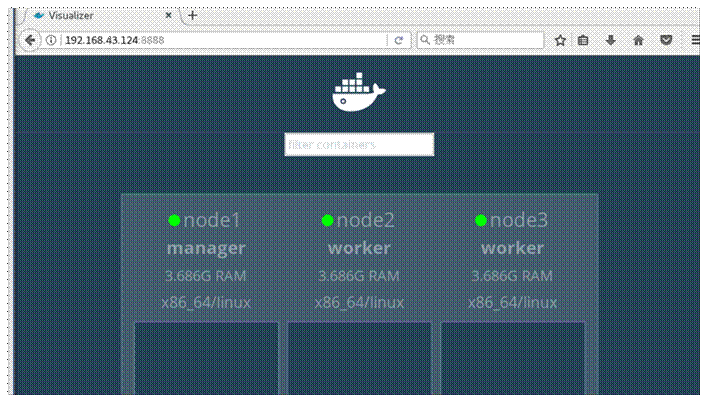 Visualizer
192.168.43.124:8888
搜索
filter containers
node1 node2 node3
manager worker worker
3.686G RAM 3.686G RAM 3.686G RAM
x86_64/linux x86_64/linux x86_64/linux